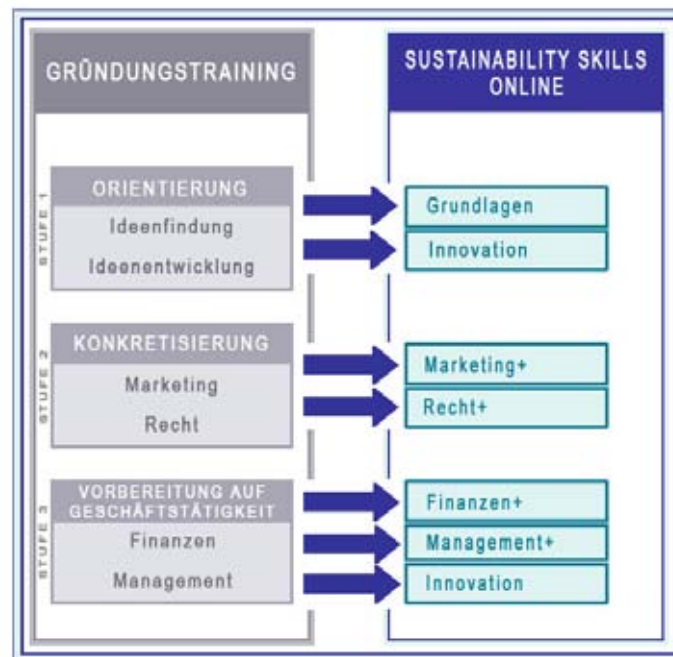 GRÜNDUNGSTRAINING
STUFE 1
ORIENTIERUNG
Ideenfindung
Ideenentwicklung
STUFE 2
KONKRETISIERUNG
Marketing
Recht
STUFE 3
VORBEREITUNG AUF
GESCHÄFTSTÄTIGKEIT
Finanzen
Management
SUSTAINABILITY SKILLS
ONLINE
Grundlagen
Innovation
Marketing+
Recht+
Finanzen+
Management+
Innovation